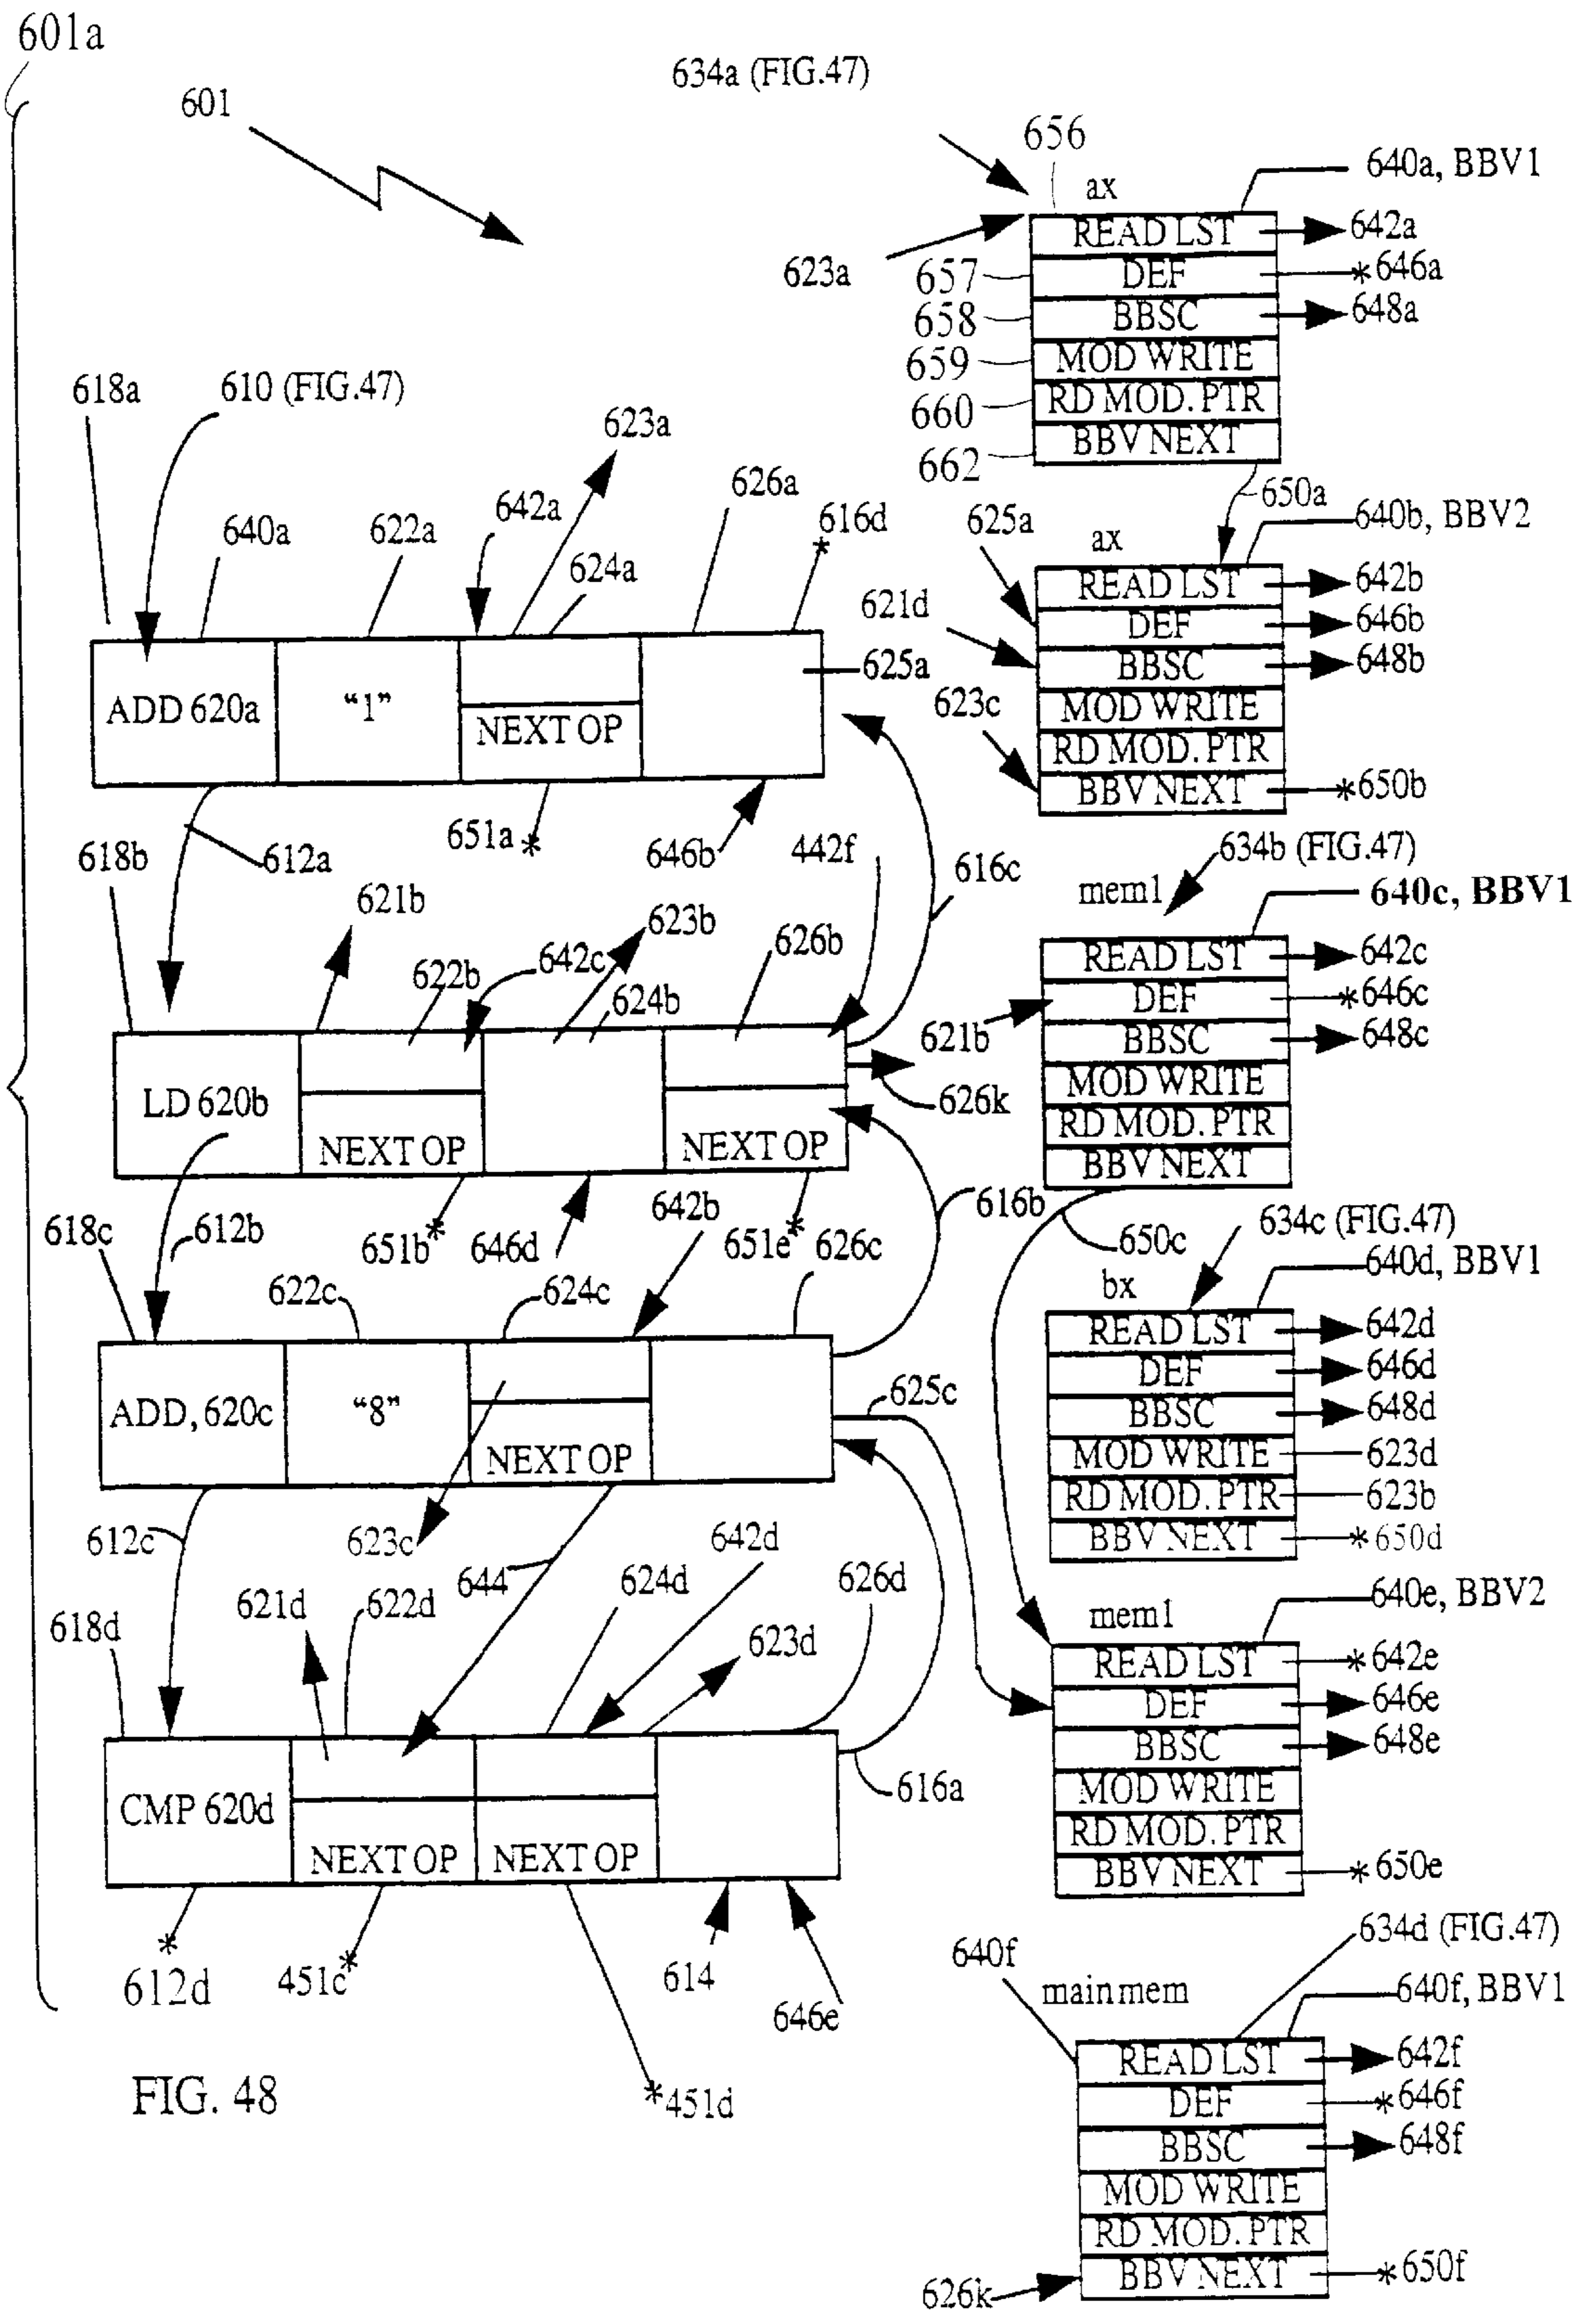 601a
634a (FIG.47)
601
656
640a, BBV1
ax
READ LST
642a
623a
657
DEF
*646a
658
BBSC
648a
659
MOD WRITE
618a
610 (FIG.47)
660
RD MOD. PTR
623a
BBV NEXT
662
626a
650a
642a
625a
640b, BBV2
640a
622a
*616d
ax
624a
READ LST
642b
621d
DEF
646b
BBSC
648b
625a
ADD 620a
“1”
623c
MOD WRITE
NEXT OP
RD MOD. PTR
BBV NEXT
*650b
651a*
618b
612a
646b
442f
634b (FIG.47)
616c
mem1
640c, BBV1
621b
623b
626b
READ LST
642c
622b
642c
DEF
*646c
624b
621b
BBSC
648c
LD 620b
626k
MOD WRITE
NEXT OP
NEXT OP
RD MOD. PTR
BBV NEXT
642b
616b
618c
612b
651b*
646d
651e*
626c
650c
634c (FIG.47)
640d, BBV1
bx
622c
624c
READ LST
642d
DEF
646d
625c
ADD, 620c
“8”
BBSC
648d
NEXT OP
MOD WRITE
623d
RD MOD. PTR
623b
612c
623c
642d
BBV NEXT
*650d
644
624d
626d
621d
622d
640e, BBV2
618d
mem1
623d
READ LST
*642e
DEF
646e
BBSC
648e
616a
CMP 620d
MOD WRITE
RD MOD. PTR
NEXT OP
NEXT OP
BBV NEXT
*650e
*
612d
451c*
614
640f
634d (FIG.47)
646e
main mem
640f, BBV1
READ LST
642f
FIG. 48
*451d
DEF
*646f
BBSC
648f
MOD WRITE
RD MOD. PTR
BBV NEXT
*650f
626k